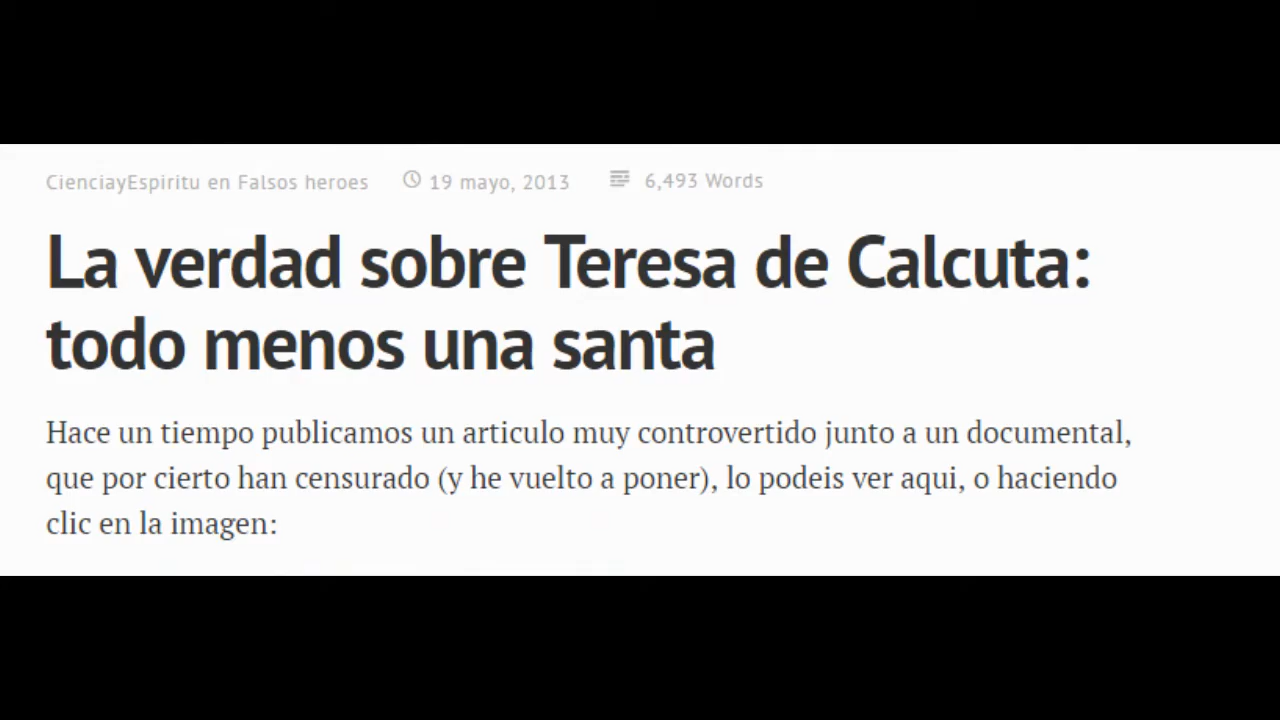 CienciayEspiritu en Falsos heroes 19 mayo, 2013 6,493 Words
La verdad sobre Teresa de Calcuta:
todo menos una santa
Hace un tiempo publicamos un articulo muy controvertido junto a un documental,
que por cierto han censurado (y he vuelto a poner), lo podeis ver aqui, o haciendo
clic en la imagen: